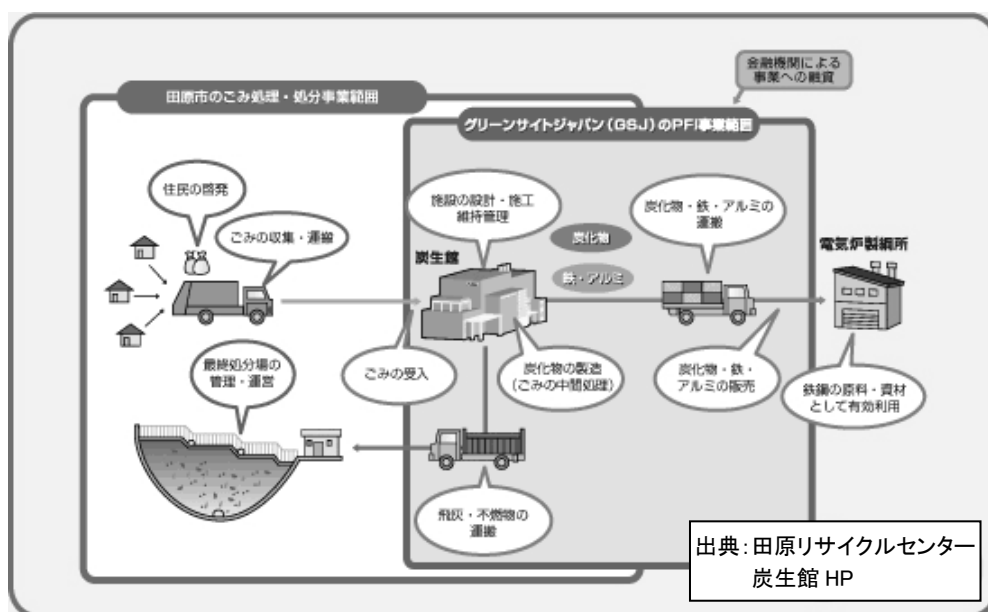 金融機関による
事業への融資
田原市のごみ処理・処分事業範囲
グリーンサイトジャパン(GSJ)のPFI事業範囲
住民の啓発
ごみの収集・運搬
施設の設計・施工
維持管理
炭化物・鉄・アルミの
運搬
炭生館
炭化物
鉄・アルミ
電気炉製鋼所
最終処分場の
管理・運営
ごみの受入
炭化物の製造
(ごみの中間処理)
炭化物・鉄・
アルミの販売
鉄鋼の原料・資材
として有効利用
飛灰・不燃物の
運搬
出典:田原リサイクルセンター
炭生館 HP